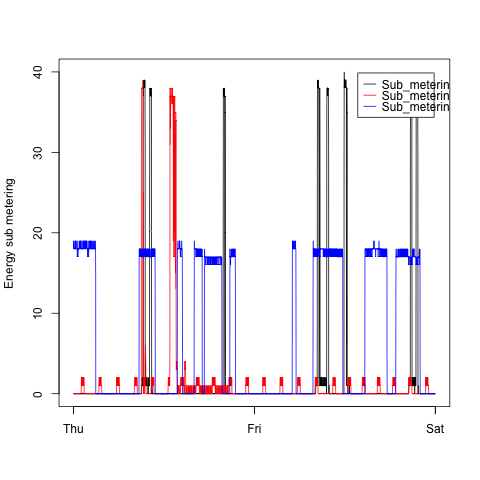 Energy sub metering
40
30
20
10
0
Thu
Fri
Sat
Sub_meterin
Sub_meterin
Sub_meterin